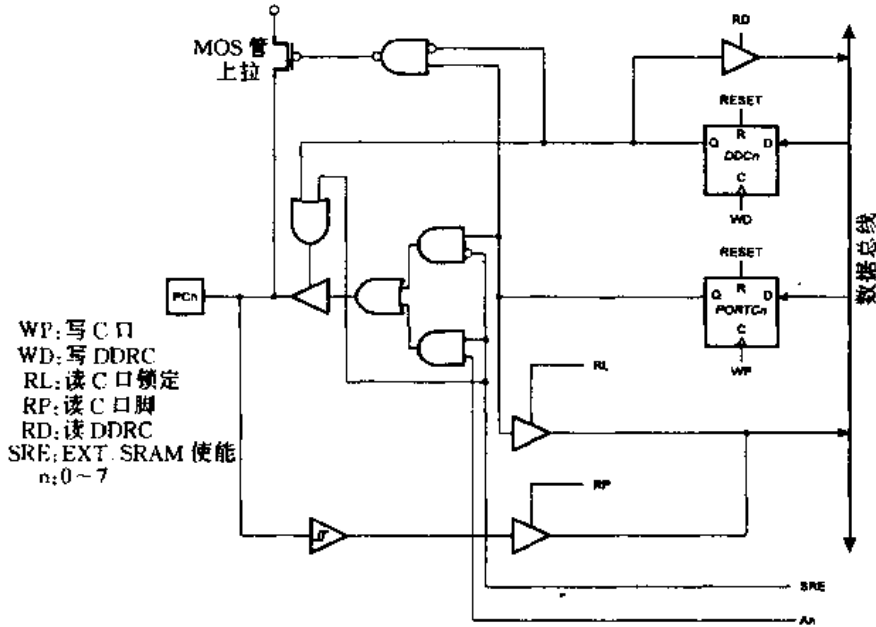 MOS 管
上拉
RD
RESET
R
Q
D
DDCn
C
WD
RESET
R
Q
D
PORTCn
C
WP
数据总线
PCn
WP:写 C 口
WD:写 DDRC
RL:读 C 口锁定
RP:读 C 口脚
RD:读 DDRC
SRE:EXT SRAM 使能
n:0～7
RL
RP
SRE
An